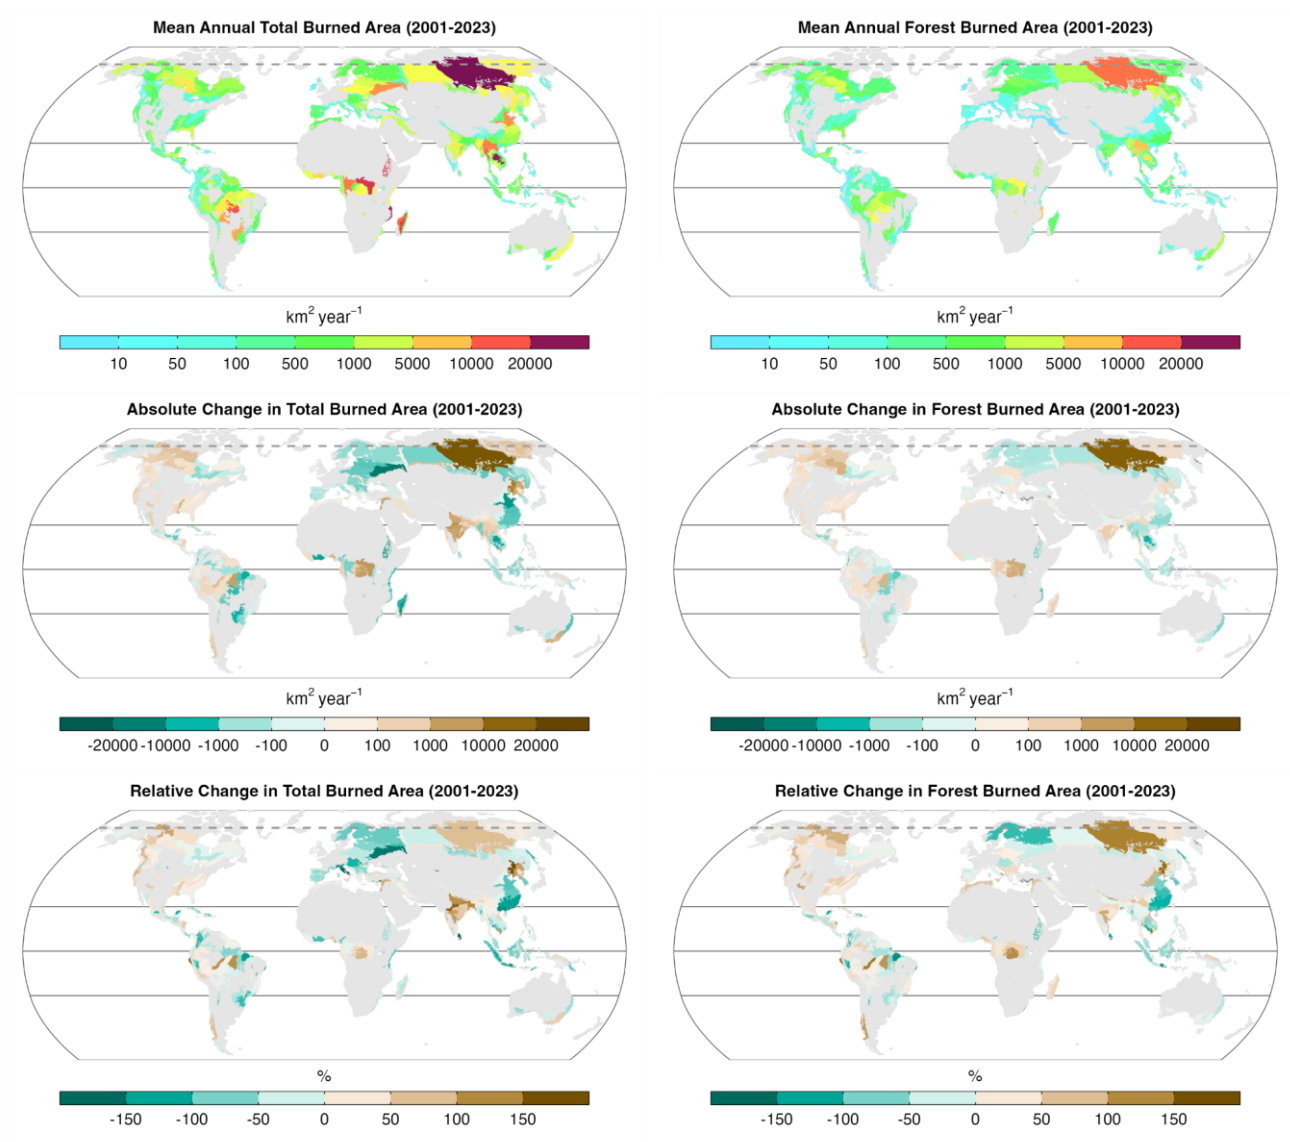 Mean Annual Total Burned Area (2001-2023)
Mean Annual Forest Burned Area (2001-2023)
km² year⁻¹
10 50 100 500 1000 5000 10000 20000
km² year⁻¹
10 50 100 500 1000 5000 10000 20000
Absolute Change in Total Burned Area (2001-2023)
Absolute Change in Forest Burned Area (2001-2023)
km² year⁻¹
-20000 -10000 -1000 -100 0 100 1000 10000 20000
km² year⁻¹
-20000 -10000 -1000 -100 0 100 1000 10000 20000
Relative Change in Total Burned Area (2001-2023)
Relative Change in Forest Burned Area (2001-2023)
%
-150 -100 -50 0 50 100 150
%
-150 -100 -50 0 50 100 150